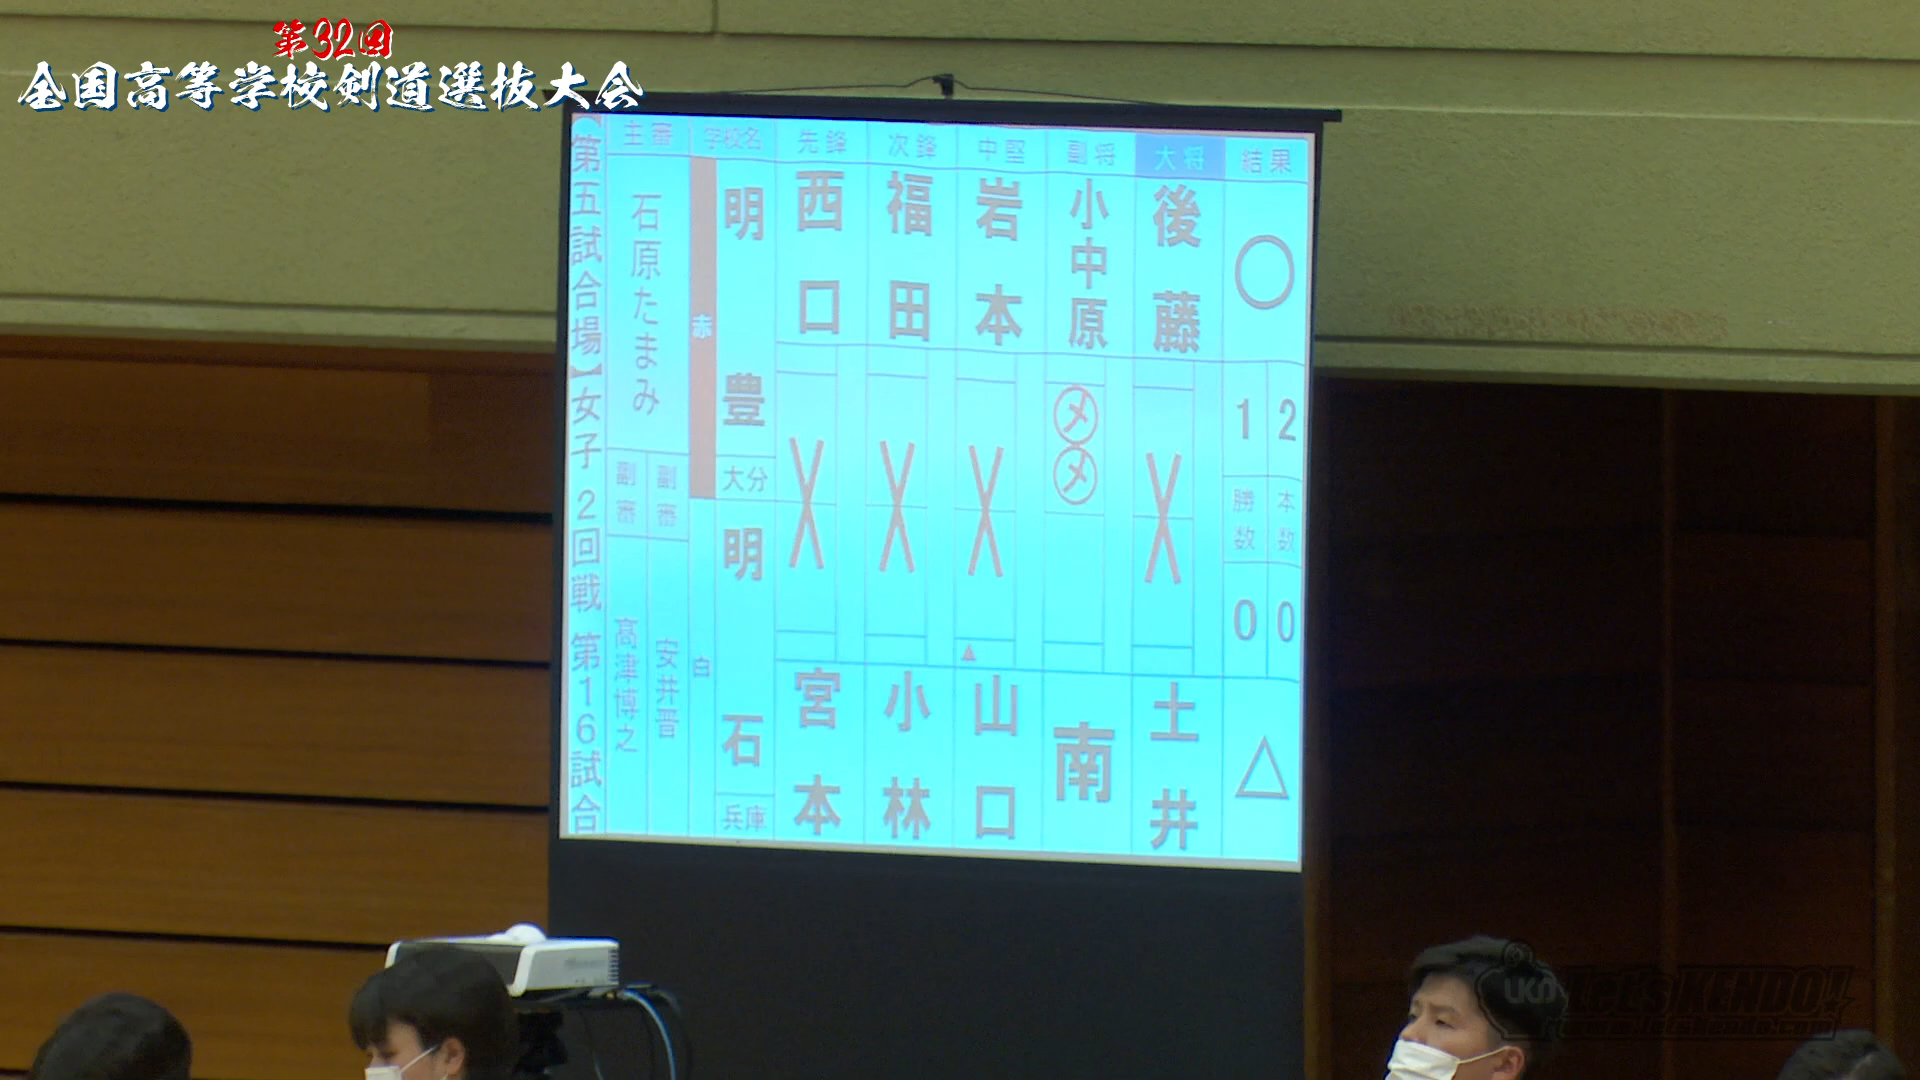 第32回
全国高等学校剣道選抜大会
第五試合場】女子 2回戦 第16試合
主審
石原たまみ
副審
副審
高津博之
安井晋
学校名
赤
明豊
大分
白
明石
兵庫
先鋒
西口
宮本
次鋒
福田
小林
中堅
岩本
▲
山口
副将
小中原
メ
メ
南
大将
後藤
土井
結果
○
1 2
勝数 本数
0 0
△
Let's KENDO!!
www.letskendo.com